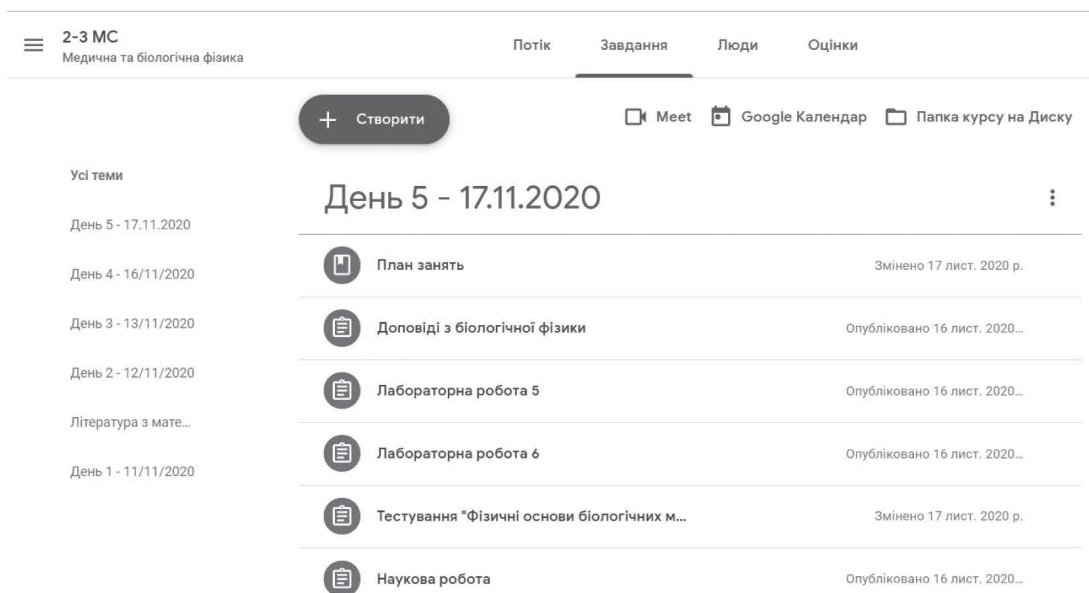 2-3 МС
Медична та біологічна фізика
Потік Завдання Люди Оцінки
Створити
Meet Google Календар Папка курсу на Диску
Усі теми
День 5 - 17.11.2020
День 4 - 16/11/2020
День 3 - 13/11/2020
День 2 - 12/11/2020
Література з мате...
День 1 - 11/11/2020
День 5 - 17.11.2020
План занять Змінено 17 лист. 2020 р.
Доповіді з біологічної фізики Опубліковано 16 лист. 2020...
Лабораторна робота 5 Опубліковано 16 лист. 2020...
Лабораторна робота 6 Опубліковано 16 лист. 2020...
Тестування "Фізичні основи біологічних м... Змінено 17 лист. 2020 р.
Наукова робота Опубліковано 16 лист. 2020...